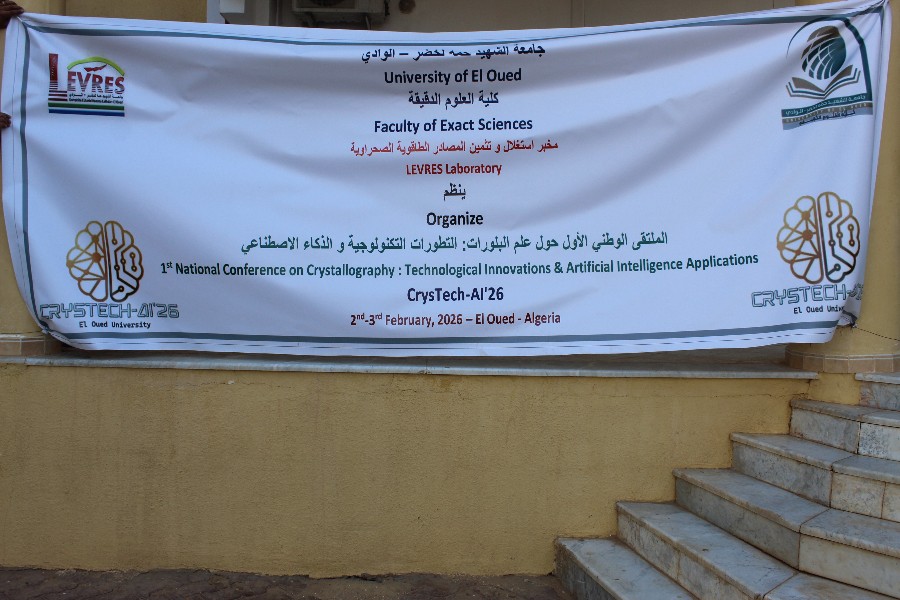 جامعة الشهيد حمه لخضر – الوادي
University of El Oued
كلية العلوم الدقيقة
Faculty of Exact Sciences
مخبر استغلال و تثمين المصادر الطاقوية الصحراوية
LEVRES Laboratory
ينظم
Organize
الملتقى الوطني الأول حول علم البلورات: التطورات التكنولوجية و الذكاء الاصطناعي
1st National Conference on Crystallography : Technological Innovations & Artificial Intelligence Applications
CrysTech-AI'26
2nd-3rd February, 2026 – El Oued - Algeria
LEVRES
CRYSTECH-AI'26
El Oued University
CRYSTECH-A
El Oued Univ